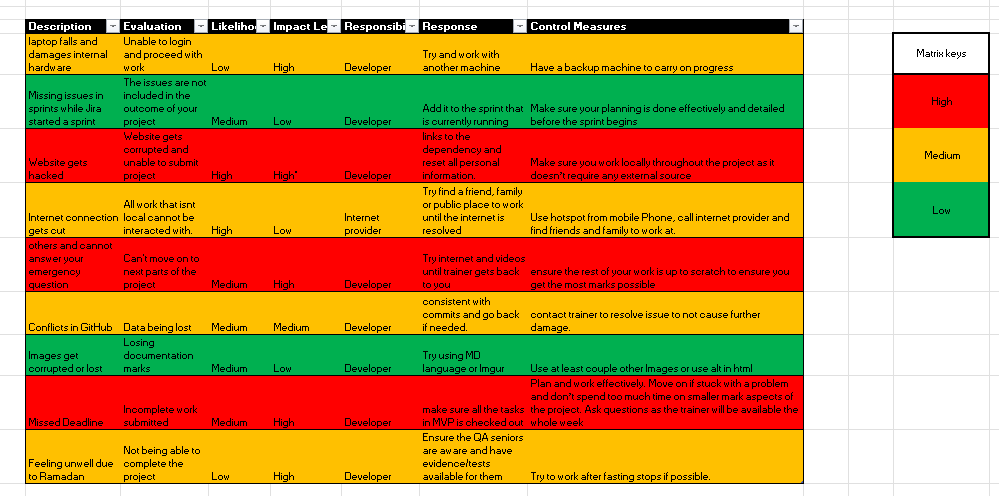 Description Evaluation Likeliho Impact Le Responsibi Response Control Measures
laptop falls and
damages internal
hardware
Unable to login
and proceed with
work
Low
High
Developer
Try and work with
another machine
Have a backup machine to carry on progress
Missing issues in
sprints while Jira
started a sprint
The issues are not
included in the
outcome of your
project
Medium
Low
Developer
Add it to the sprint that
is currently running
Make sure your planning is done effectively and detailed
before the sprint begins
Website gets
hacked
Website gets
corrupted and
unable to submit
project
High
High"
Developer
links to the
dependency and
reset all personal
information.
Make sure you work locally throughout the project as it
doesn't require any external source
Internet connection
gets cut
All work that isnt
local cannot be
interacted with.
High
Low
Internet
provider
Try find a friend, family
or public place to work
until the internet is
resolved
Use hotspot from mobile Phone, call internet provider and
find friends and family to work at.
others and cannot
answer your
emergency
question
Can't move on to
next parts of the
project
Medium
High
Developer
Try internet and videos
until trainer gets back
to you
ensure the rest of your work is up to scratch to ensure you
get the most marks possible
Conflicts in GitHub
Data being lost
Medium
Medium
Developer
consistent with
commits and go back
if needed.
contact trainer to resolve issue to not cause further
damage.
Images get
corrupted or lost
Losing
documentation
marks
Medium
Low
Developer
Try using MD
language or Imgur
Use at least couple other Images or use alt in html
Missed Deadline
Incomplete work
submitted
Medium
High
Developer
make sure all the tasks
in MVP is checked out
Plan and work effectively. Move on if stuck with a problem
and don't spend too much time on smaller mark aspects of
the project. Ask questions as the trainer will be available the
whole week
Feeling unwell due
to Ramadan
Not being able to
complete the
project
Low
High
Developer
Ensure the QA seniors
are aware and have
evidence/tests
available for them
Try to work after fasting stops if possible.
Matrix keys
High
Medium
Low